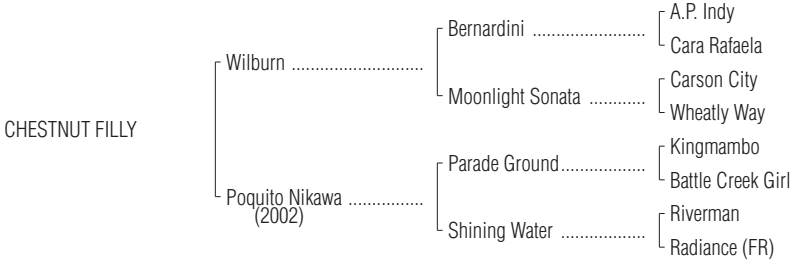 A.P. Indy
Bernardini ........................
Cara Rafaela
Wilburn ............................
Carson City
Moonlight Sonata ............
Wheatly Way
CHESTNUT FILLY
Kingmambo
Parade Ground..................
Battle Creek Girl
Poquito Nikawa ................
(2002)
Riverman
Shining Water ..................
Radiance (FR)